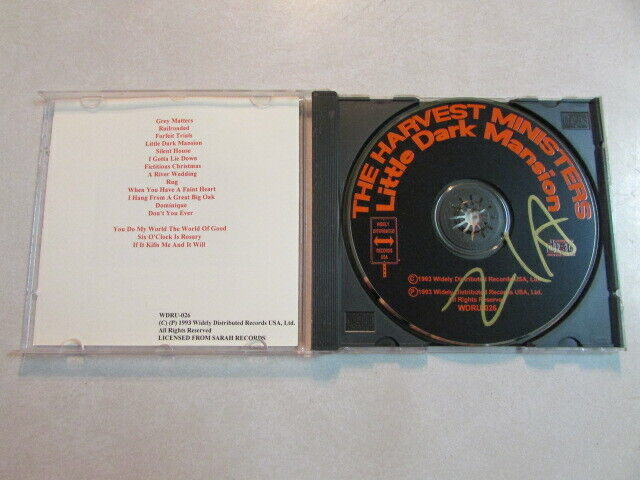 Grey Matters
Railroaded
Forfeit Trials
Little Dark Mansion
Silent House
I Gotta Lie Down
Fictitious Christmas
A River Wedding
Rug
When You Have A Faint Heart
I Hang From A Great Big Oak
Dominique
Don't You Ever
You Do My World The World Of Good
Six O'Clock Is Rosary
If It Kills Me And It Will
WDRU-026
(C) (P) 1993 Widely Distributed Records USA, Ltd.
All Rights Reserved
LICENSED FROM SARAH RECORDS
THE HARVEST MINISTERS
Little Dark Mansion
WIDELY
DISTRIBUTED
RECORDS
USA
©1993 Widely Distributed Records USA, Ltd.
℗1993 Widely Distributed Records USA, Ltd.
All Rights Reserved
WDRU-026